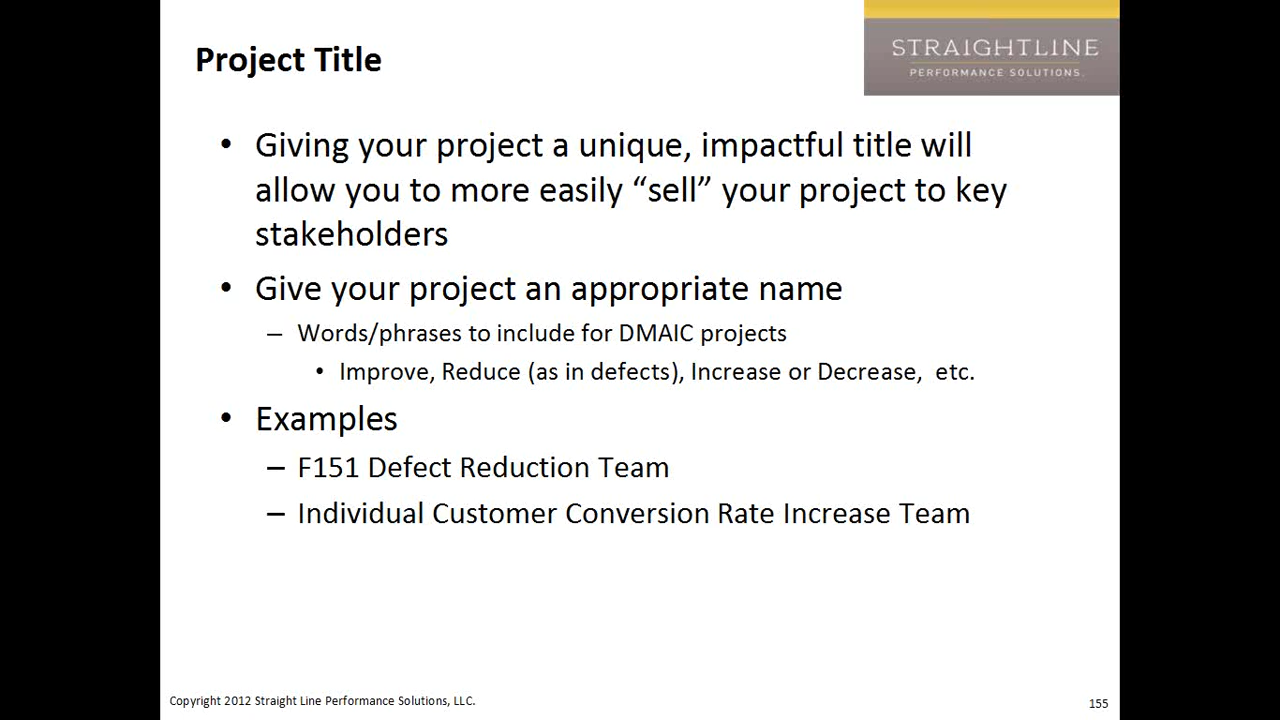 Project Title
STRAIGHTLINE
PERFORMANCE SOLUTIONS.
• Giving your project a unique, impactful title will
allow you to more easily “sell” your project to key
stakeholders
• Give your project an appropriate name
– Words/phrases to include for DMAIC projects
• Improve, Reduce (as in defects), Increase or Decrease,  etc.
• Examples
– F151 Defect Reduction Team
– Individual Customer Conversion Rate Increase Team
Copyright 2012 Straight Line Performance Solutions, LLC.
155